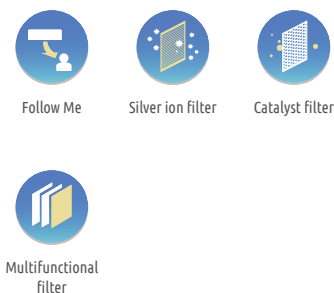 Follow Me
Silver ion filter
Catalyst filter
Multifunctional
filter